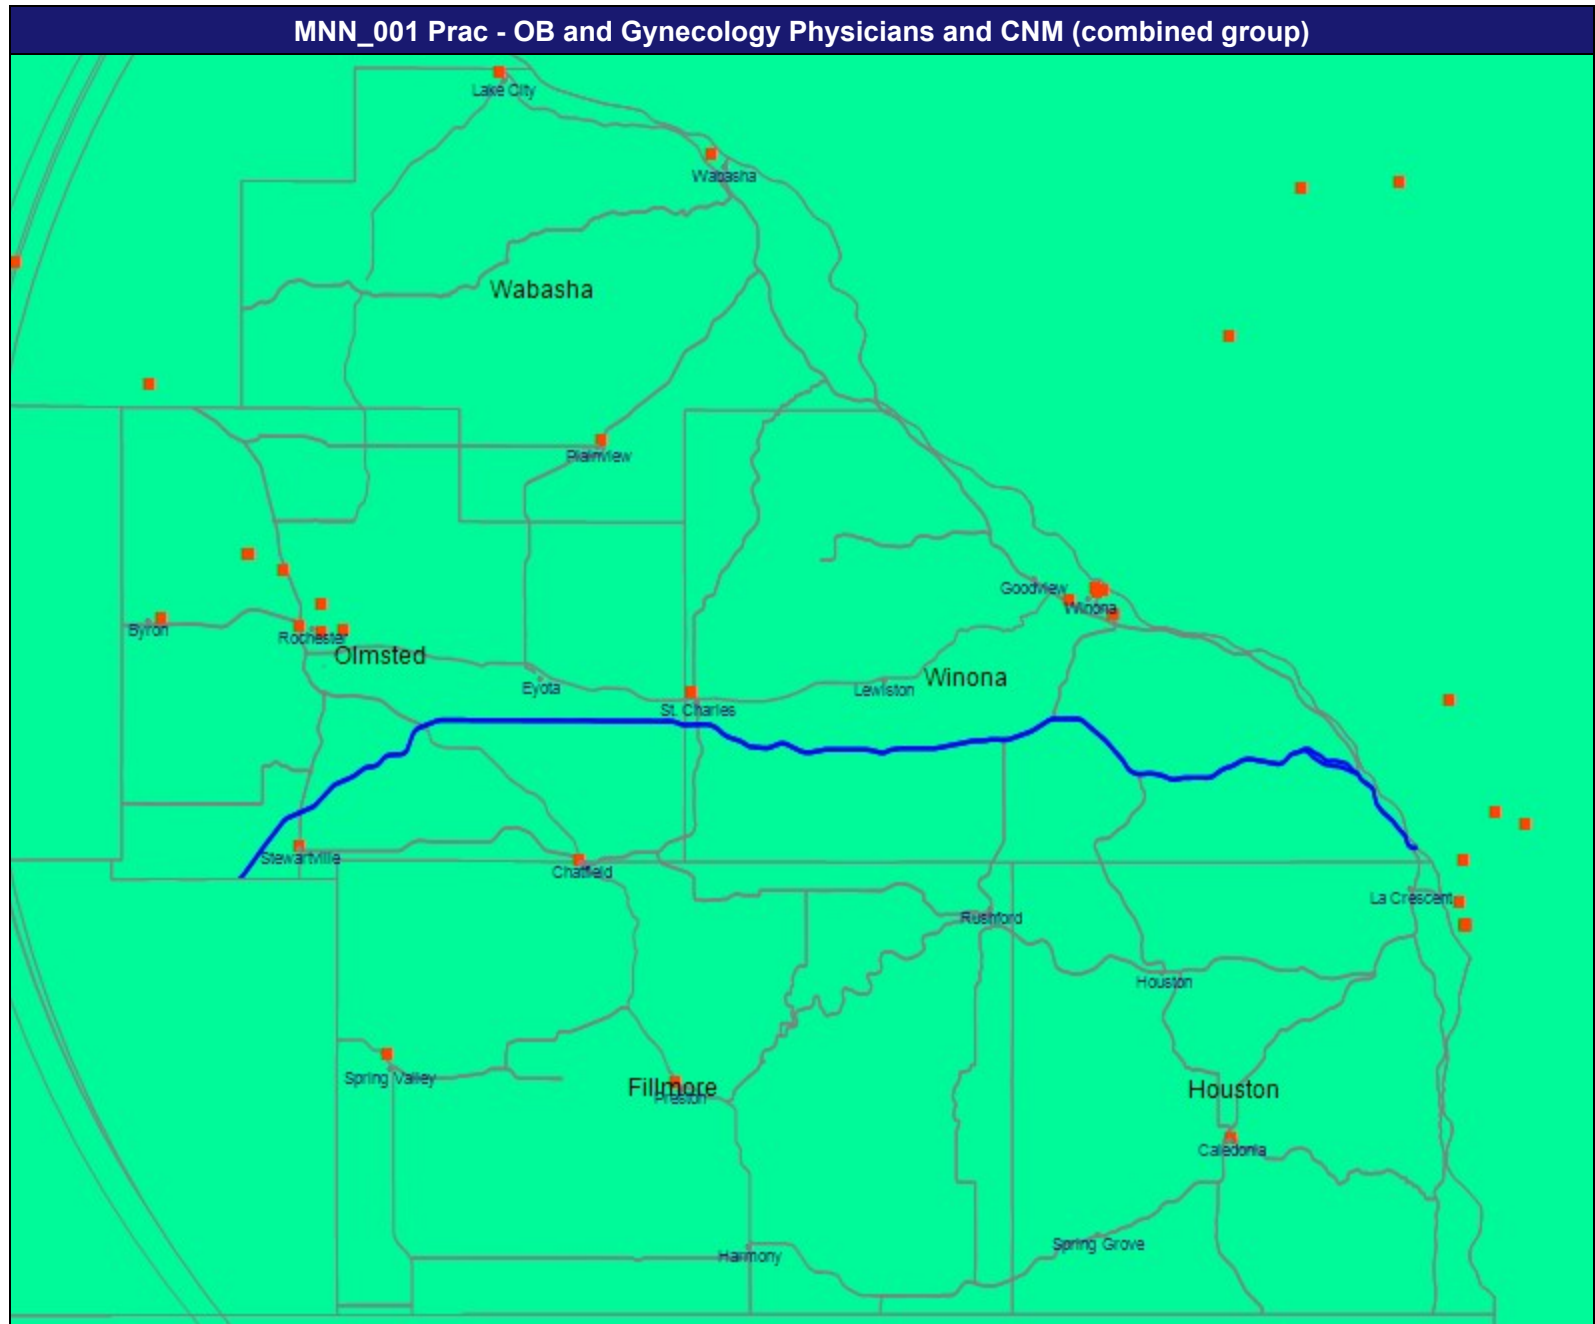 MNN_001 Prac - OB and Gynecology Physicians and CNM (combined group)
Lake City
Wabasha
Wabasha
Plainview
Goodview
Winona
Byron
Rochester
Olmsted
Eyota
St. Charles
Lewiston
Winona
Stewartville
Chatfield
La Crescent
Rushford
Houston
Spring Valley
Fillmore
Preston
Houston
Caledonia
Harmony
Spring Grove